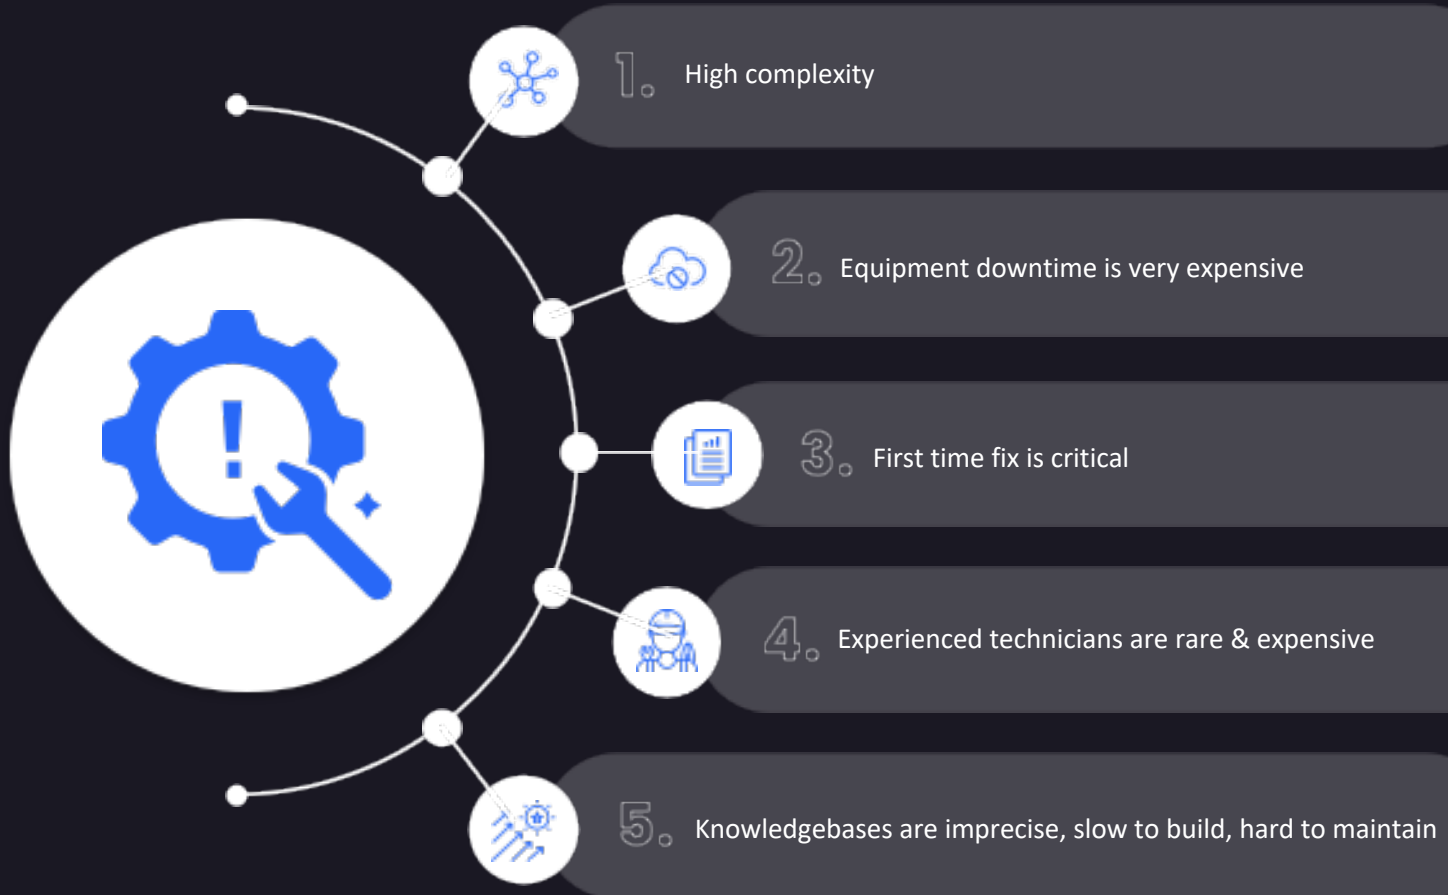 1. High complexity
2. Equipment downtime is very expensive
3. First time fix is critical
4. Experienced technicians are rare & expensive
5. Knowledgebases are imprecise, slow to build, hard to maintain